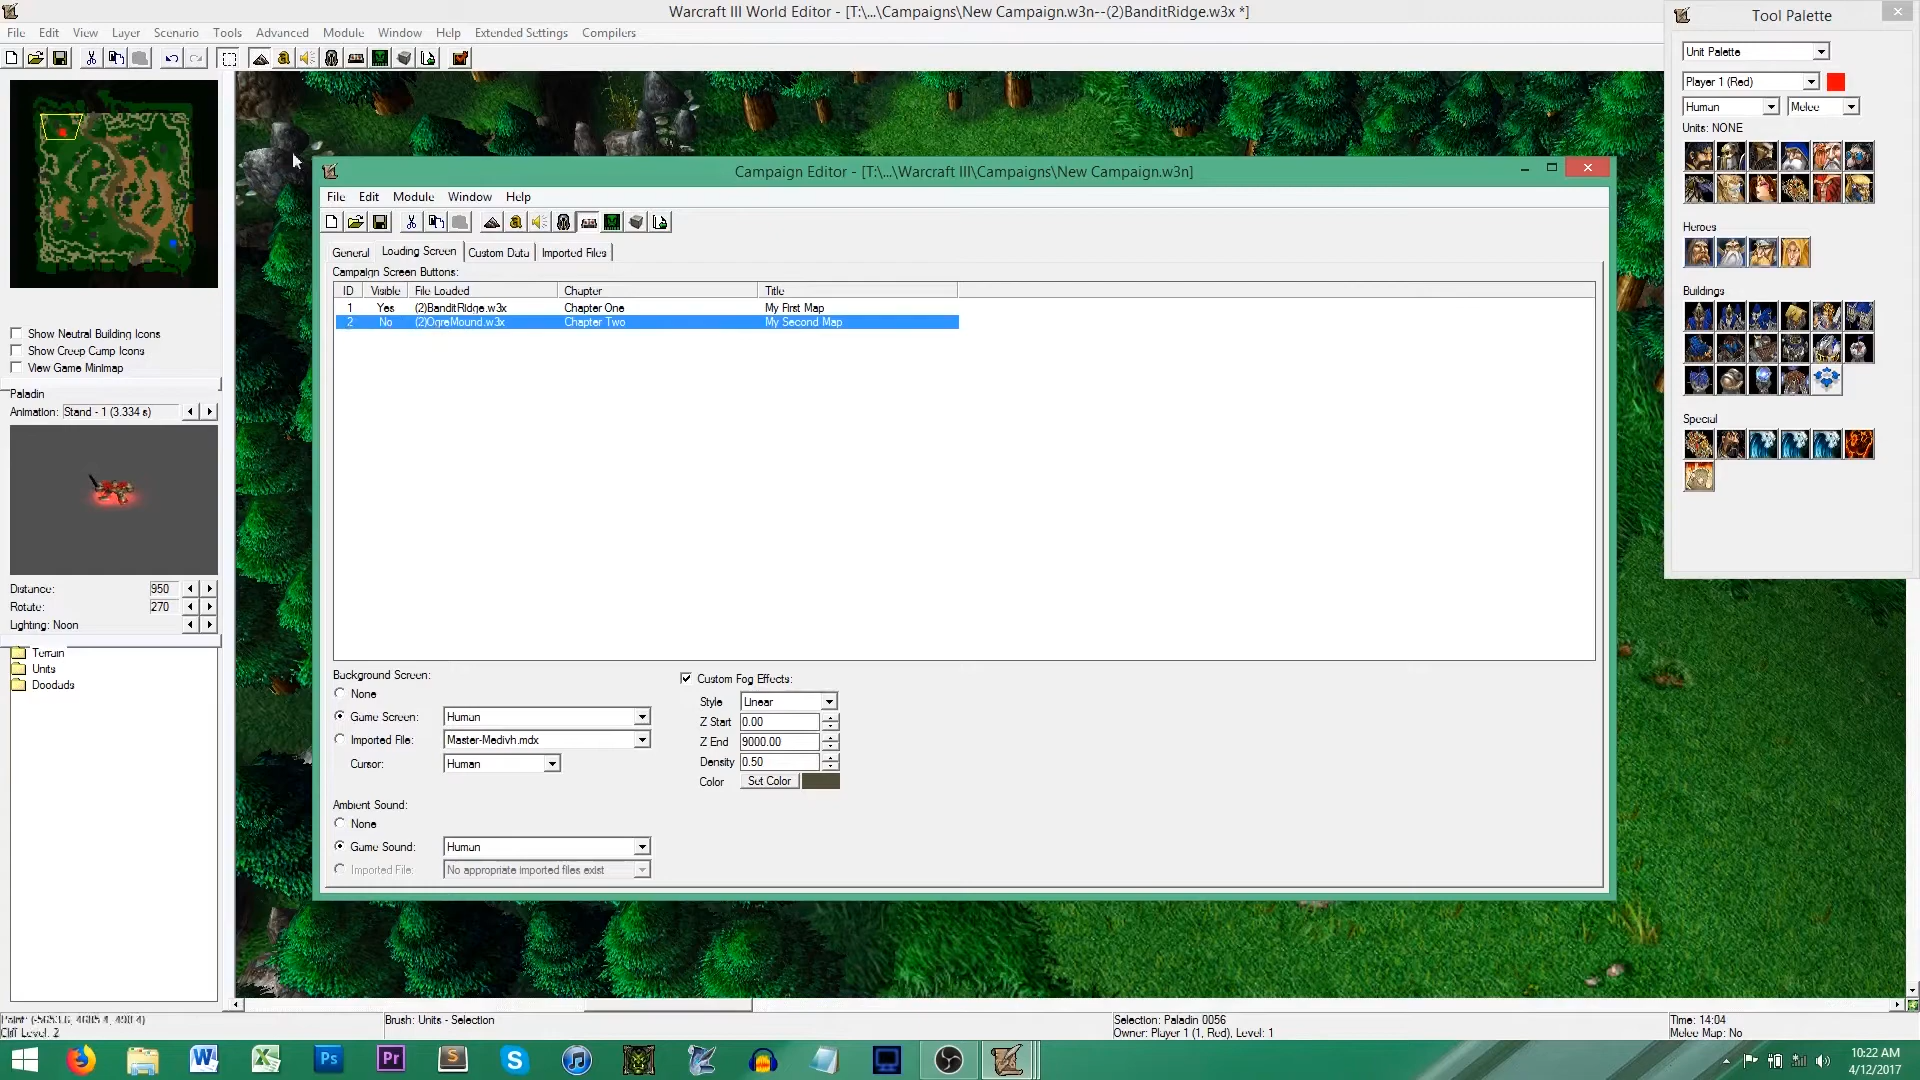 Warcraft III World Editor - [T:\...\Campaigns\New Campaign.w3n--(2)BanditRidge.w3x *]
File Edit View Layer Scenario Tools Advanced Module Window Help Extended Settings Compilers
Tool Palette
Unit Palette
Player 1 (Red)
Human Melee
Units: NONE
Heroes
Buildings
Special
Show Neutral Building Icons
Show Creep Camp Icons
View Game Minimap
Paladin
Animation: Stand - 1 (3.334 s)
Distance: 950
Rotate: 270
Lighting: Noon
Terrain
Units
Doodads
Campaign Editor - [T:\...\Warcraft III\Campaigns\New Campaign.w3n]
File Edit Module Window Help
General Loading Screen Custom Data Imported Files
Campaign Screen Buttons:
ID Visible File Loaded Chapter Title
1 Yes (2)BanditRidge.w3x Chapter One My First Map
2 No (2)OgreMound.w3x Chapter Two My Second Map
Background Screen:
None
Game Screen: Human
Imported File: Master-Medivh.mdx
Cursor: Human
Ambient Sound:
None
Game Sound: Human
Imported File: No appropriate imported files exist
Custom Fog Effects:
Style Linear
Z Start 0.00
Z End 9000.00
Density 0.50
Color Set Color
Cliff Level: 2
Brush: Units - Selection
Selection: Paladin 0056
Owner: Player 1 (1, Red), Level: 1
Time: 14:04
Melee Map: No
Ps
Pr
10:22 AM
4/12/2017